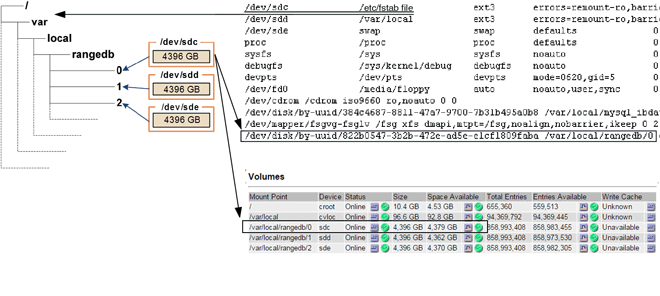 /
var
local
rangedb
0
1
2
/dev/sdc
4396 GB
/dev/sdd
4396 GB
/dev/sde
4396 GB
/dev/sdc /etc/fstab file ext3 errors=remount-ro,barri
/dev/sdd /var/local ext3 errors=remount-ro,barri
/dev/sde swap swap defaults 0
proc /proc proc defaults 0
sysfs /sys sysfs noauto 0
debugfs /sys/kernel/debug debugfs noauto 0
devpts /dev/pts devpts mode=0620,gid=5 0
/dev/fd0 /media/floppy auto noauto,user,sync 0
/dev/cdrom /cdrom iso9660 ro,noauto 0 0
/dev/disk/by-uuid/384c4687-8811-47a7-9700-7b31b495a0b8 /var/local/mysql_ibda
/dev/mapper/fsgvg-fsglv /fsg xfs dmapi,mtpt=/fsg,noalign,nobarrier,ikeep 0 2
/dev/disk/by-uuid/822b0547-3b2b-472e-ad5e-e1cf1809faba /var/local/rangedb/0
Volumes
Mount Point Device Status Size Space Available Total Entries Entries Available Write Cache
/ croot Online 10.4 GB 4.53 GB 655,360 559,513 Unknown
/var/local cvloc Online 96.6 GB 92.8 GB 94,369,792 94,369,445 Unknown
/var/local/rangedb/0 sdc Online 4,396 GB 4,379 GB 858,993,408 858,983,455 Unavailable
/var/local/rangedb/1 sdd Online 4,396 GB 4,362 GB 858,993,408 858,973,530 Unavailable
/var/local/rangedb/2 sde Online 4,396 GB 4,370 GB 858,993,408 858,982,305 Unavailable